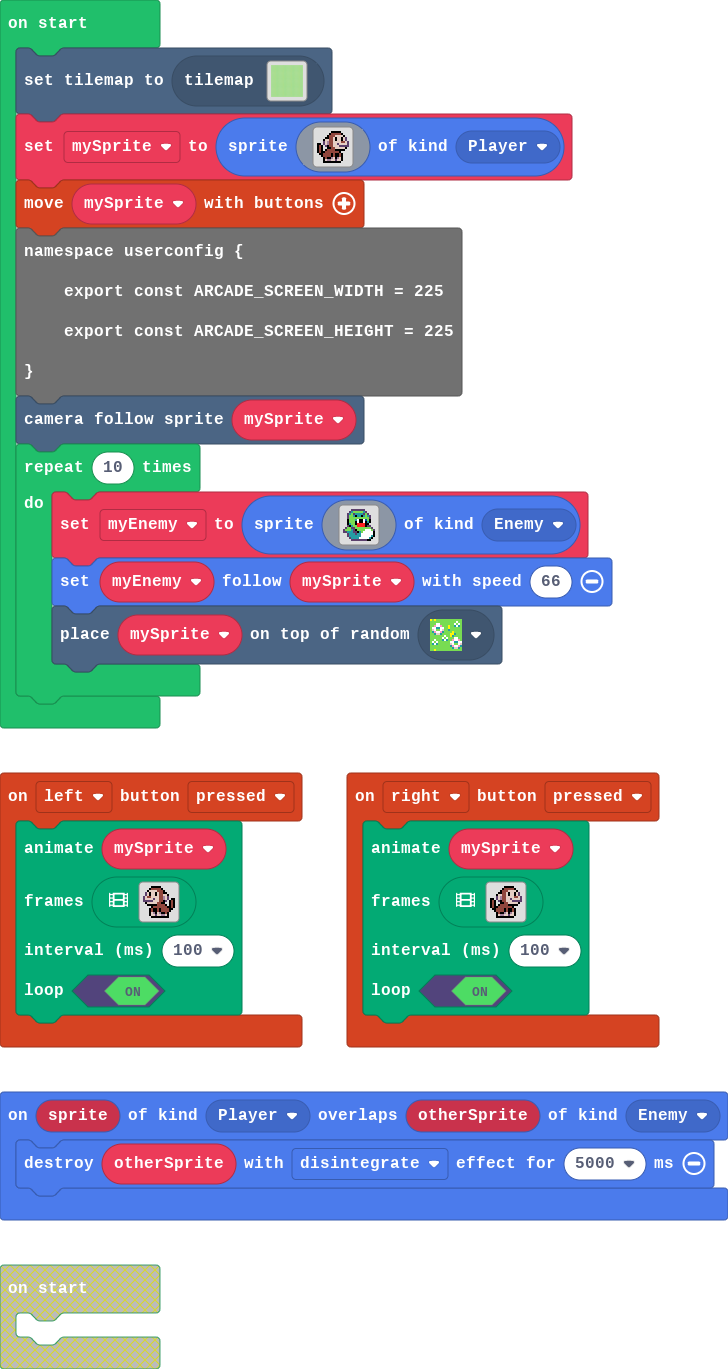 on start
set tilemap to tilemap
set mySprite to sprite of kind Player
move mySprite with buttons
namespace userconfig {
export const ARCADE_SCREEN_WIDTH = 225
export const ARCADE_SCREEN_HEIGHT = 225
}
camera follow sprite mySprite
repeat 10 times
do
set myEnemy to sprite of kind Enemy
set myEnemy follow mySprite with speed 66
place mySprite on top of random
on left button pressed
animate mySprite
frames
interval (ms) 100
loop ON
on right button pressed
animate mySprite
frames
interval (ms) 100
loop ON
on sprite of kind Player overlaps otherSprite of kind Enemy
destroy otherSprite with disintegrate effect for 5000 ms
on start